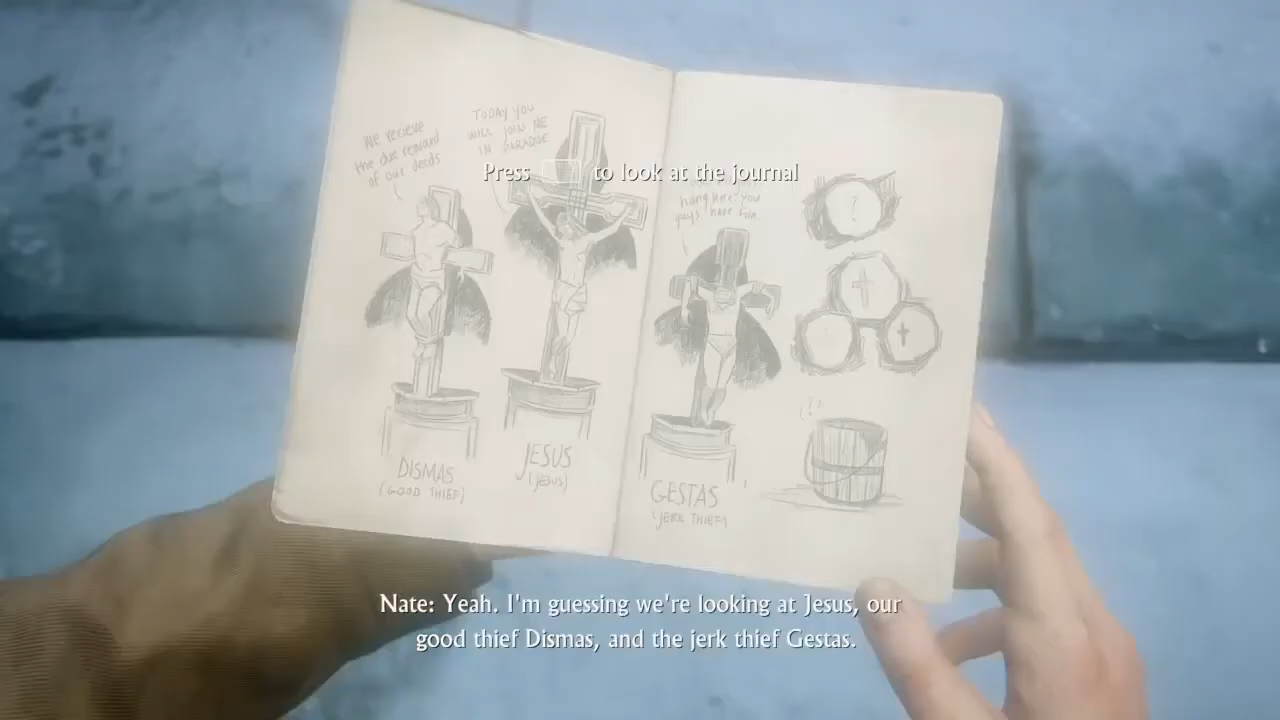 We recieve
the due reward
of our deeds
TODAY YOU
WILL JOIN ME
IN PARADISE
Press to look at the journal
hang here. you
guys have fun.
?
DISMAS
(GOOD THIEF)
JESUS
(JESUS)
GESTAS
(JERK THIEF)
Nate: Yeah. I'm guessing we're looking at Jesus, our
good thief Dismas, and the jerk thief Gestas.